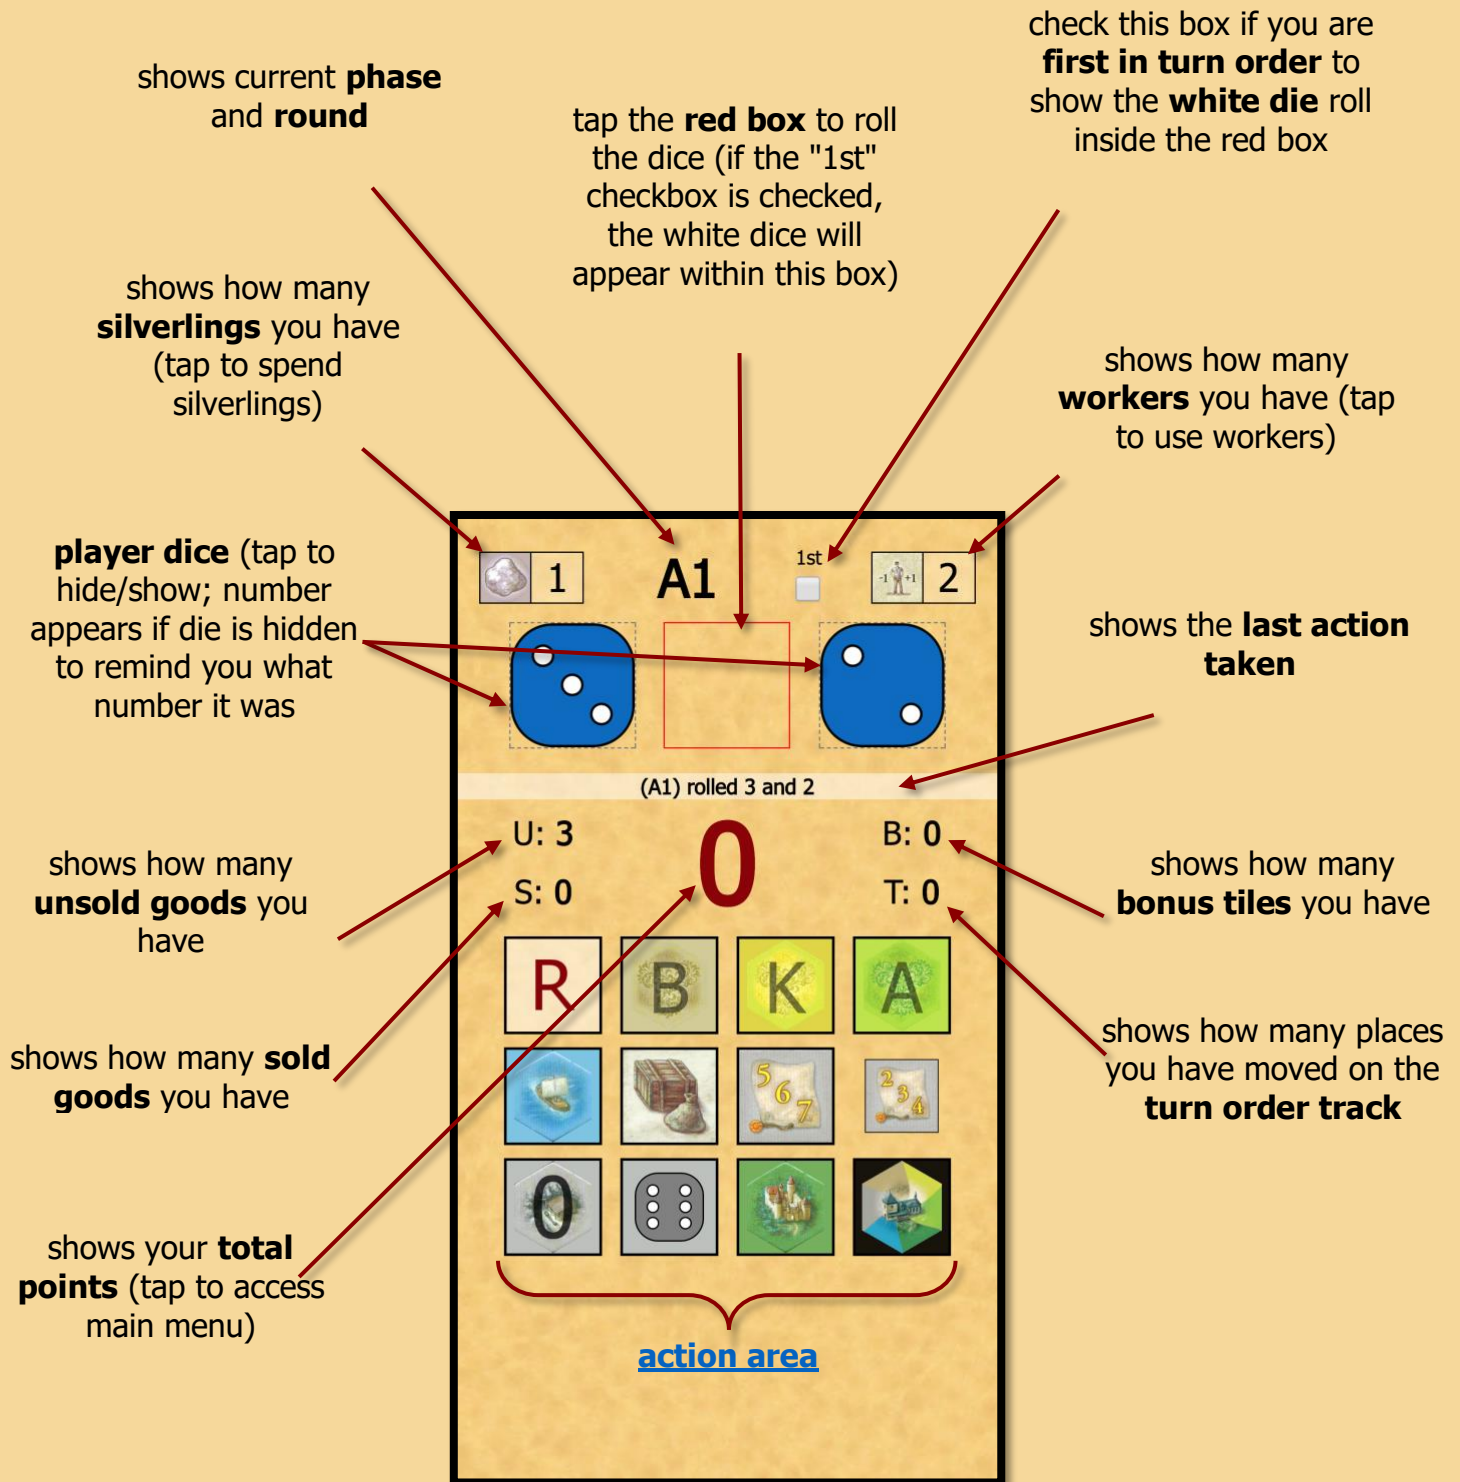 check this box if you are
first in turn order to
show the white die roll
inside the red box
shows current phase
and round
tap the red box to roll
the dice (if the "1st"
checkbox is checked,
the white dice will
appear within this box)
shows how many
silverlings you have
(tap to spend
silverlings)
shows how many
workers you have (tap
to use workers)
player dice (tap to
hide/show; number
appears if die is hidden
to remind you what
number it was
1
A1
1st
-1 +1
2
shows the last action
taken
(A1) rolled 3 and 2
U: 3
0
B: 0
S: 0
T: 0
shows how many
unsold goods you
have
shows how many
bonus tiles you have
R
B
K
A
shows how many sold
goods you have
shows how many places
you have moved on the
turn order track
5
6
7
2
3
4
0
shows your total
points (tap to access
main menu)
action area